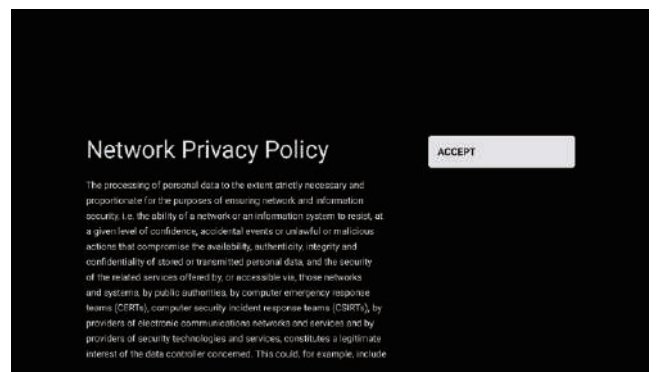 Network Privacy Policy
ACCEPT
The processing of personal data to the extent strictly necessary and
proportionate for the purposes of ensuring network and information
security, i.e. the ability of a network or an information system to resist, at
a given level of confidence, accidental events or unlawful or malicious
actions that compromise the availability, authenticity, integrity and
confidentiality of stored or transmitted personal data, and the security
of the related services offered by, or accessible via, those networks
and systems, by public authorities, by computer emergency response
teams (CERTs), computer security incident response teams (CSIRTs), by
providers of electronic communications networks and services and by
providers of security technologies and services, constitutes a legitimate
interest of the data controller concerned. This could, for example, include